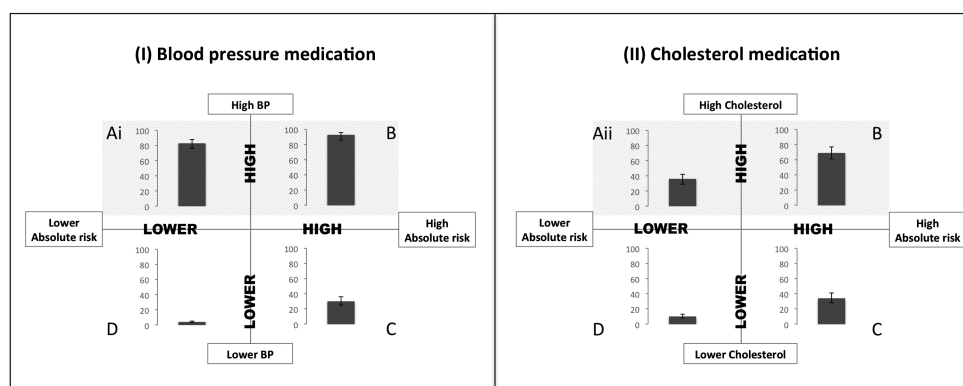 (I) Blood pressure medication
High BP
Ai
100
80
60
40
20
0
HIGH
100
80
60
40
20
0
B
Lower
Absolute risk
LOWER
HIGH
High
Absolute risk
100
80
60
40
20
0
D
LOWER
100
80
60
40
20
0
C
Lower BP
(II) Cholesterol medication
High Cholesterol
Aii
100
80
60
40
20
0
HIGH
100
80
60
40
20
0
B
Lower
Absolute risk
LOWER
HIGH
High
Absolute risk
100
80
60
40
20
0
D
LOWER
100
80
60
40
20
0
C
Lower Cholesterol